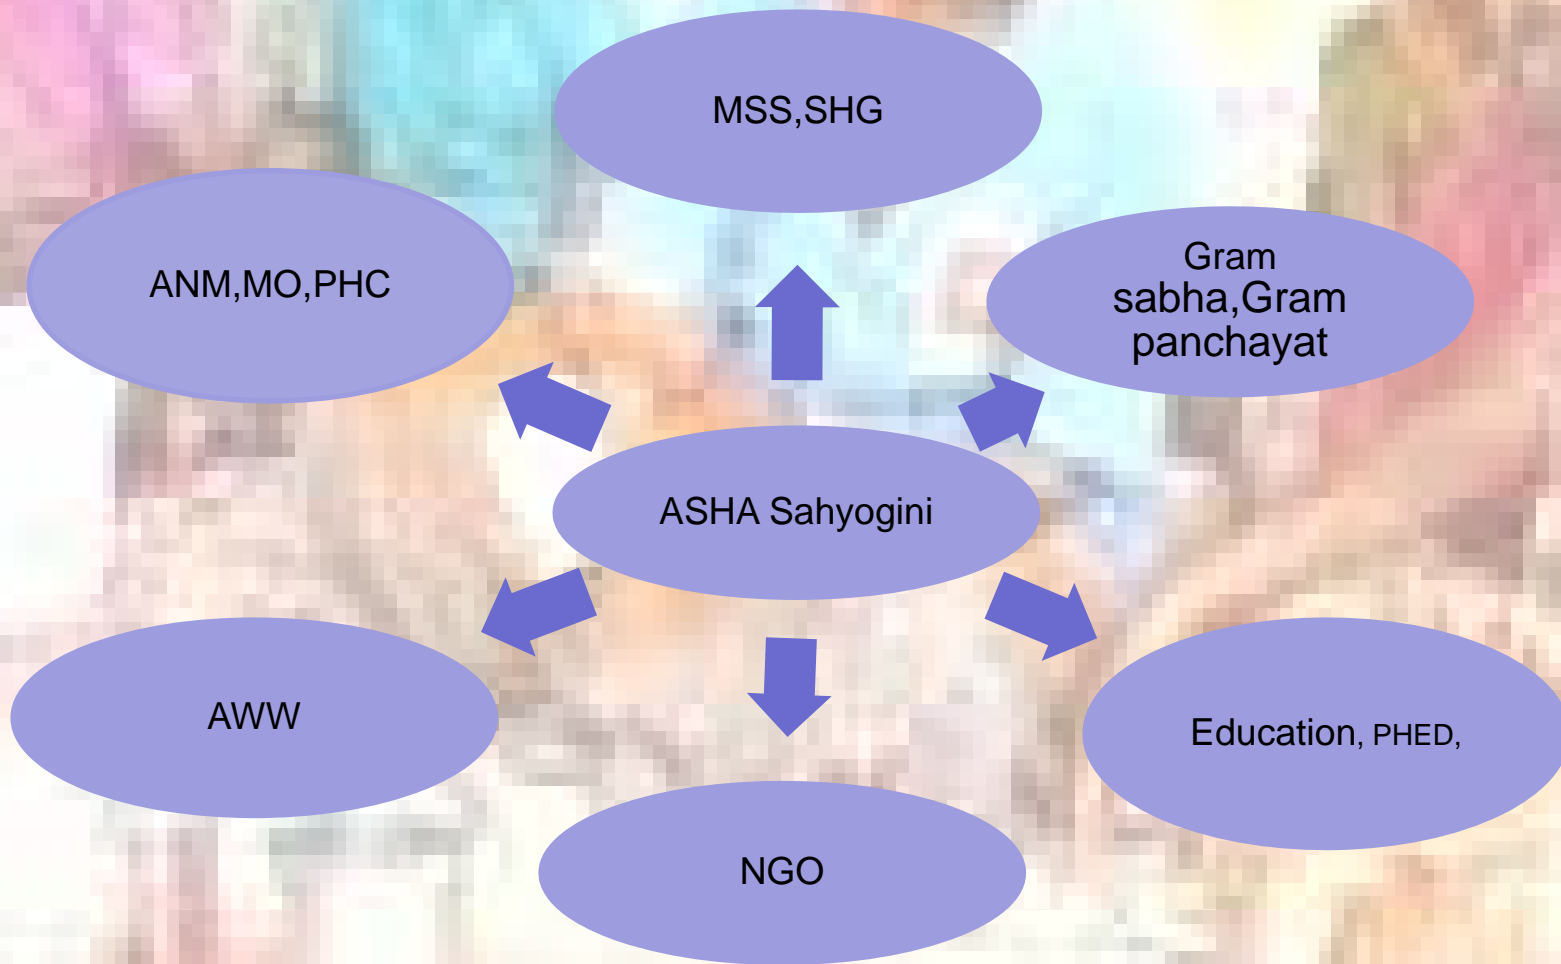 MSS,SHG
ANM,MO,PHC
Gram
sabha,Gram
panchayat
ASHA Sahyogini
AWW
Education, PHED,
NGO